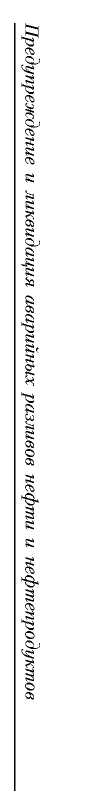 Предупреждение и ликвидация аварийных разливов нефти и нефтепродуктов